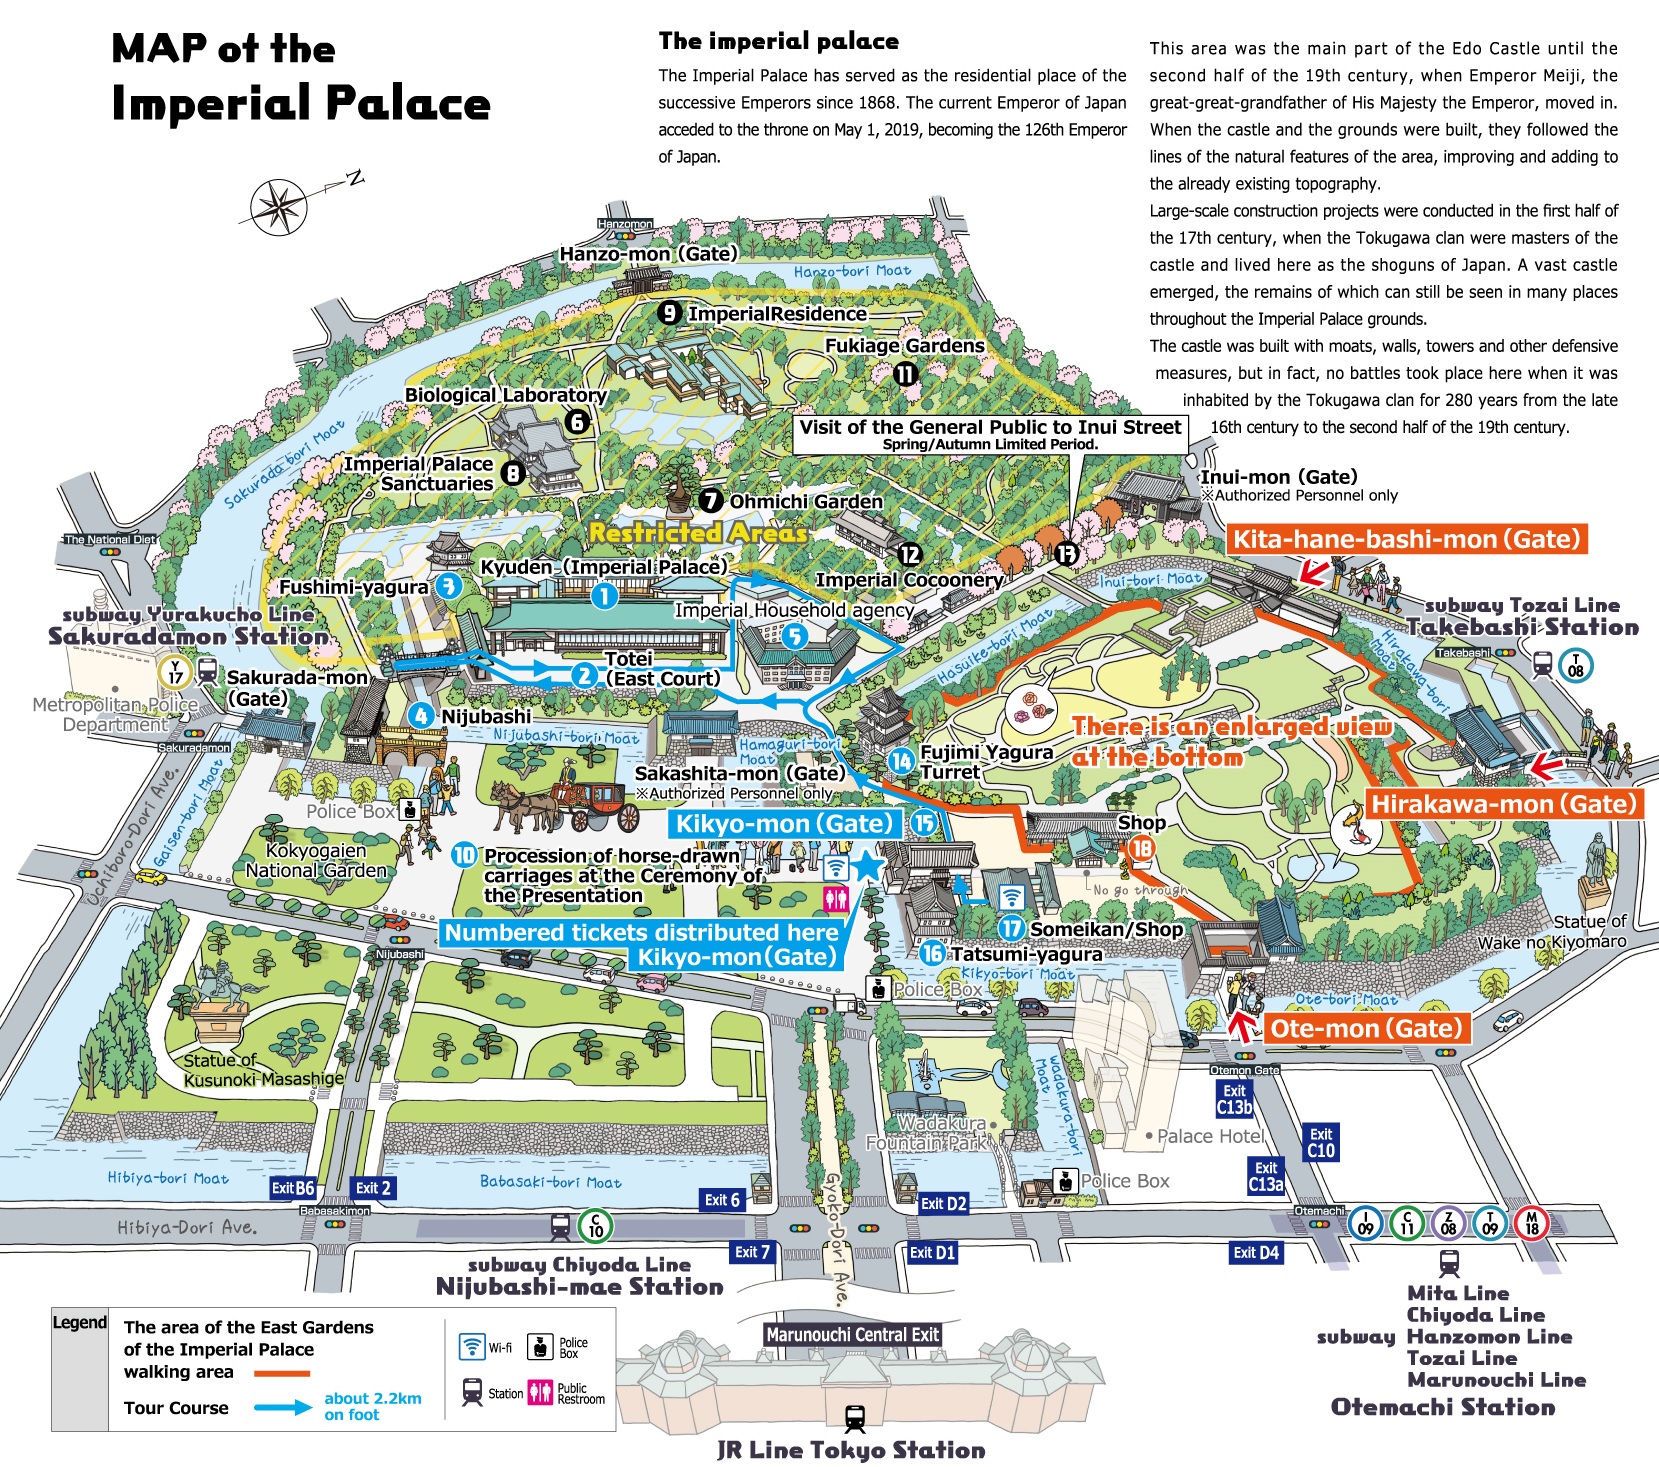 MAP of the
Imperial Palace
The imperial palace
The Imperial Palace has served as the residential place of the
successive Emperors since 1868. The current Emperor of Japan
acceded to the throne on May 1, 2019, becoming the 126th Emperor
of Japan.
This area was the main part of the Edo Castle until the
second half of the 19th century, when Emperor Meiji, the
great-great-grandfather of His Majesty the Emperor, moved in.
When the castle and the grounds were built, they followed the
lines of the natural features of the area, improving and adding to
the already existing topography.
Large-scale construction projects were conducted in the first half of
the 17th century, when the Tokugawa clan were masters of the
castle and lived here as the shoguns of Japan. A vast castle
emerged, the remains of which can still be seen in many places
throughout the Imperial Palace grounds.
The castle was built with moats, walls, towers and other defensive
measures, but in fact, no battles took place here when it was
inhabited by the Tokugawa clan for 280 years from the late
16th century to the second half of the 19th century.
N
Hanzomon
Hanzo-mon (Gate)
Hanzo-bori Moat
9 ImperialResidence
Fukiage Gardens
11
Biological Laboratory
6
Visit of the General Public to Inui Street
Spring/Autumn Limited Period.
Sakurada-bori Moat
Imperial Palace
Sanctuaries
8
7 Ohmichi Garden
Inui-mon (Gate)
※Authorized Personnel only
Restricted Areas
The National Diet
12
13
Kita-hane-bashi-mon (Gate)
Kyuden (Imperial Palace)
Imperial Cocoonery
Inui-bori Moat
Fushimi-yagura 3
1
Imperial Household agency
5
subway Yurakucho Line
Sakuradamon Station
Y
17
subway Tozai Line
Takebashi Station
Takebashi
T
08
Hasuike-bori Moat
Hirakawa-bori
Moat
Totei
(East Court)
2
Sakurada-mon
(Gate)
Metropolitan Police
Department
Sakuradamon
4 Nijubashi
Nijubashi-bori Moat
Hamaguri-bori
Moat
There is an enlarged view
at the bottom
14 Fujimi Yagura
Turret
Sakashita-mon (Gate)
※Authorized Personnel only
Hirakawa-mon (Gate)
Gaisen-bori Moat
Uchiboro-Dori Ave.
Police Box
Kikyo-mon (Gate)
15
Shop
18
Kokyogaien
National Garden
10 Procession of horse-drawn
carriages at the Ceremony of
the Presentation
No go through
Numbered tickets distributed here
Kikyo-mon(Gate)
17 Someikan/Shop
16 Tatsumi-yagura
Statue of
Wake no Kiyomaro
Nijubashi
Kikyo-bori Moat
Police Box
Ote-bori Moat
Ote-mon (Gate)
Statue of
Kusunoki Masashige
Otemon Gate
Exit
C13b
Wadakura
Fountain Park
Wadakura-bori
Moat
Palace Hotel
Exit
C10
Exit
C13a
Police Box
Hibiya-bori Moat
Exit B6
Exit 2
Babasaki-bori Moat
Exit 6
Exit D2
Babasakimon
Hibiya-Dori Ave.
C
10
Gyoko-Dori Ave.
Otemachi
I
09
C
11
Z
08
T
09
M
18
Exit 7
Exit D1
Exit D4
subway Chiyoda Line
Nijubashi-mae Station
Mita Line
Chiyoda Line
subway Hanzomon Line
Tozai Line
Marunouchi Line
Otemachi Station
Legend
The area of the East Gardens
of the Imperial Palace
walking area
Tour Course
about 2.2km
on foot
Wi-fi
Police
Box
Station
Public
Restroom
Marunouchi Central Exit
JR Line Tokyo Station